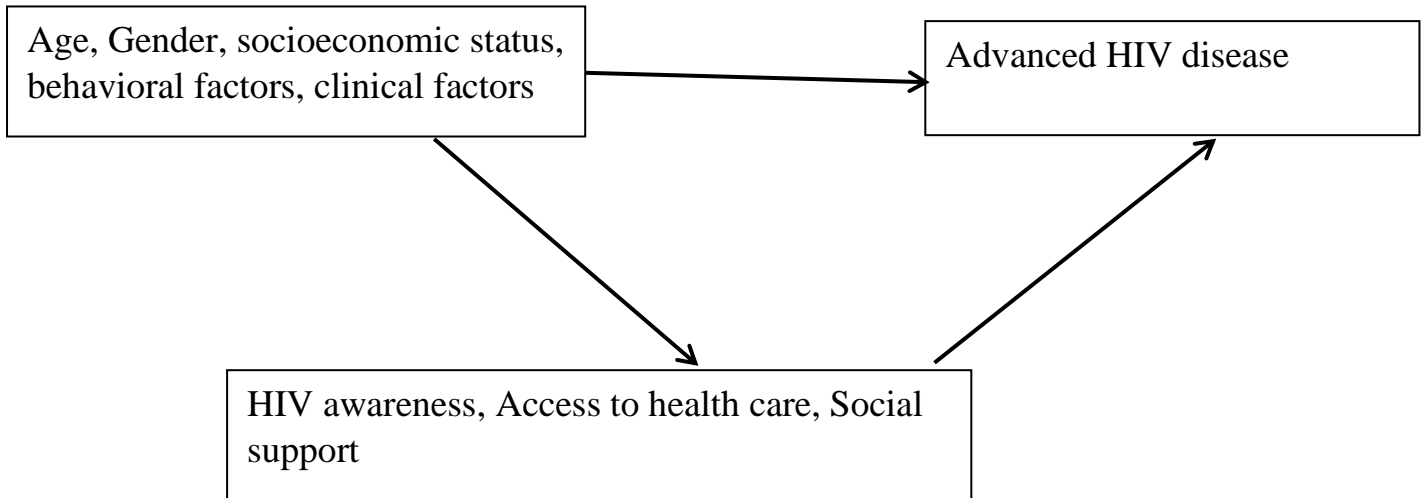 Age, Gender, socioeconomic status,
behavioral factors, clinical factors
Advanced HIV disease
HIV awareness, Access to health care, Social
support